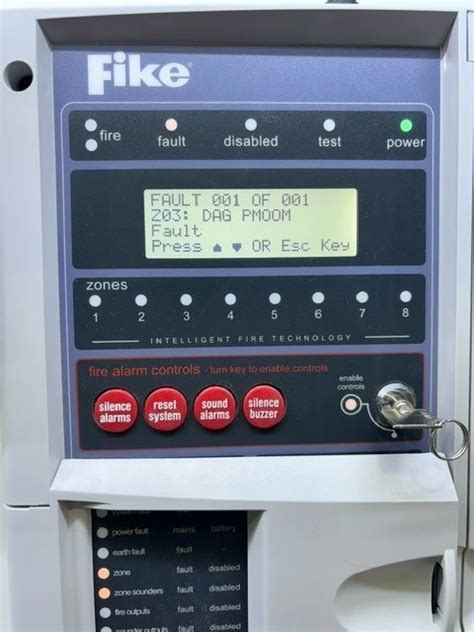 Fike®
fire fault disabled test power
FAULT 001 OF 001
Z03: DAG PMOOM
Fault
Press ▲ ▼ OR Esc Key
zones
1 2 3 4 5 6 7 8
INTELLIGENT FIRE TECHNOLOGY
fire alarm controls - turn key to enable controls
enable
controls
silence
alarms
reset
system
sound
alarms
silence
buzzer
power fault mains battery
earth fault fault
zone fault disabled
zone sounders fault disabled
fire outputs fault disabled
sounder outputs fault disabled